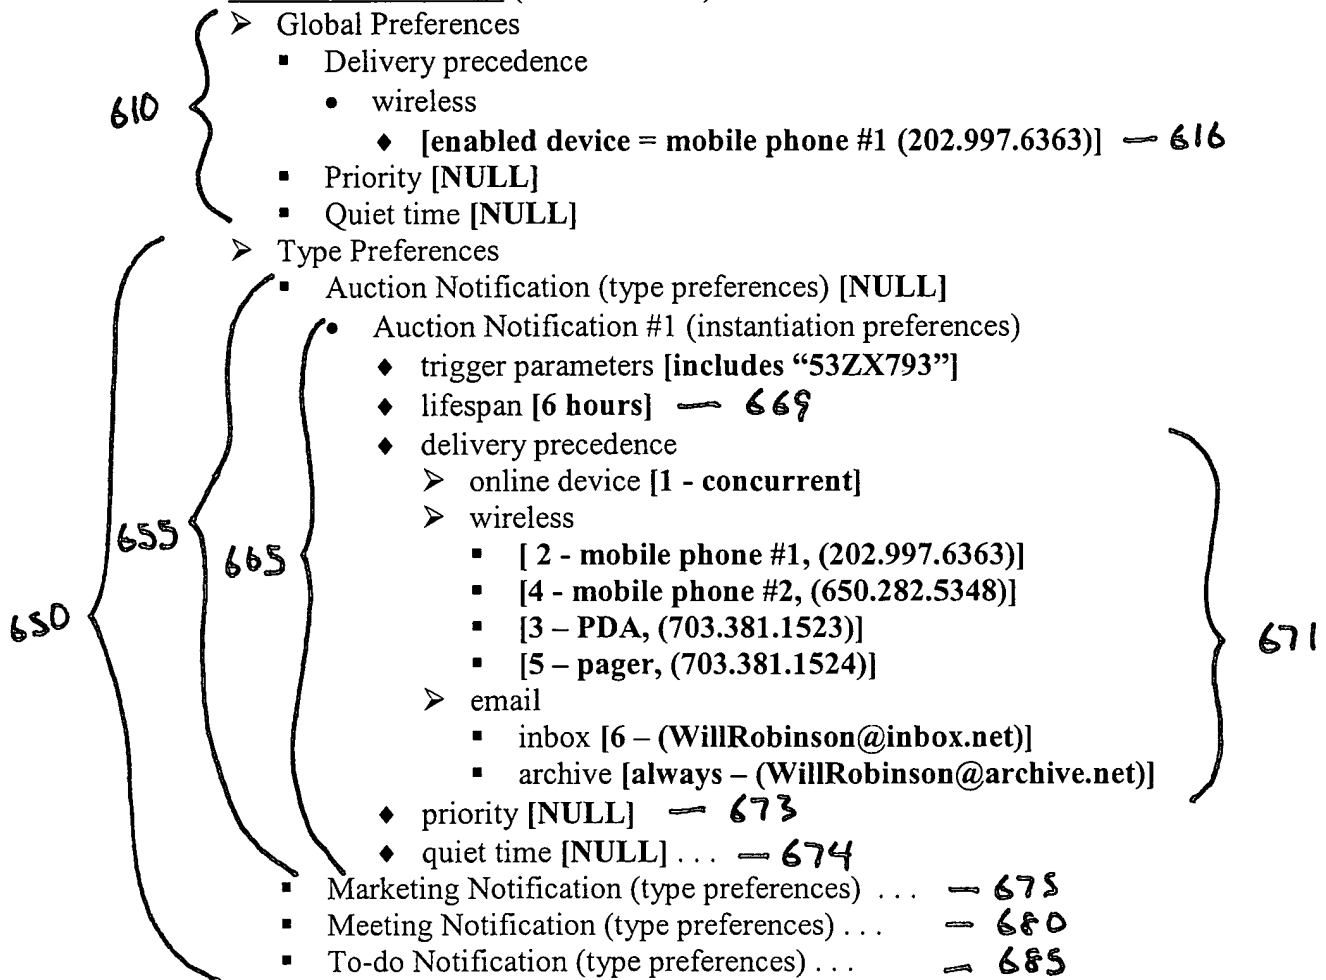 610
➢ Global Preferences
▪ Delivery precedence
• wireless
♦ [enabled device = mobile phone #1 (202.997.6363)] — 616
▪ Priority [NULL]
▪ Quiet time [NULL]
650
➢ Type Preferences
655
▪ Auction Notification (type preferences) [NULL]
665
• Auction Notification #1 (instantiation preferences)
♦ trigger parameters [includes “53ZX793”]
♦ lifespan [6 hours] — 669
♦ delivery precedence
➢ online device [1 - concurrent]
➢ wireless
▪ [ 2 - mobile phone #1, (202.997.6363)]
▪ [4 - mobile phone #2, (650.282.5348)]
▪ [3 – PDA, (703.381.1523)]
▪ [5 – pager, (703.381.1524)]
➢ email
▪ inbox [6 – (WillRobinson@inbox.net)]
▪ archive [always – (WillRobinson@archive.net)]
671
♦ priority [NULL] — 673
♦ quiet time [NULL] . . . — 674
▪ Marketing Notification (type preferences) . . . — 675
▪ Meeting Notification (type preferences) . . . — 680
▪ To-do Notification (type preferences) . . . — 685